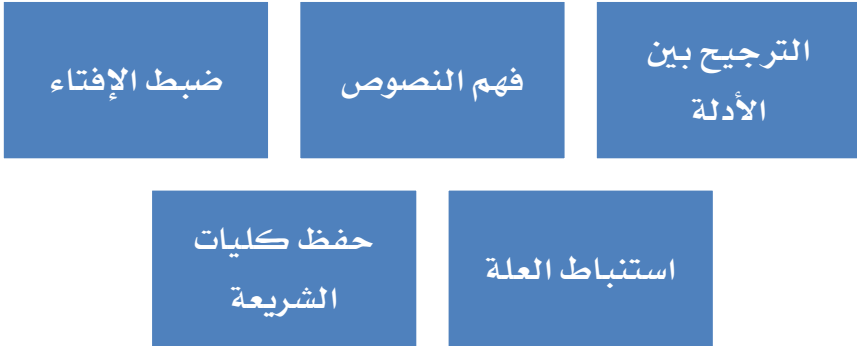 الترجيح بين
الأدلة
فهم النصوص
ضبط الإفتاء
استنباط العلة
حفظ كليات
الشريعة